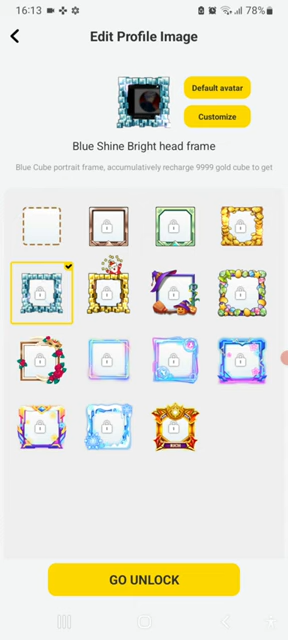 16:13 78%
Edit Profile Image
Default avatar
Customize
Blue Shine Bright head frame
Blue Cube portrait frame, accumulatively recharge 9999 gold cube to get
GO UNLOCK